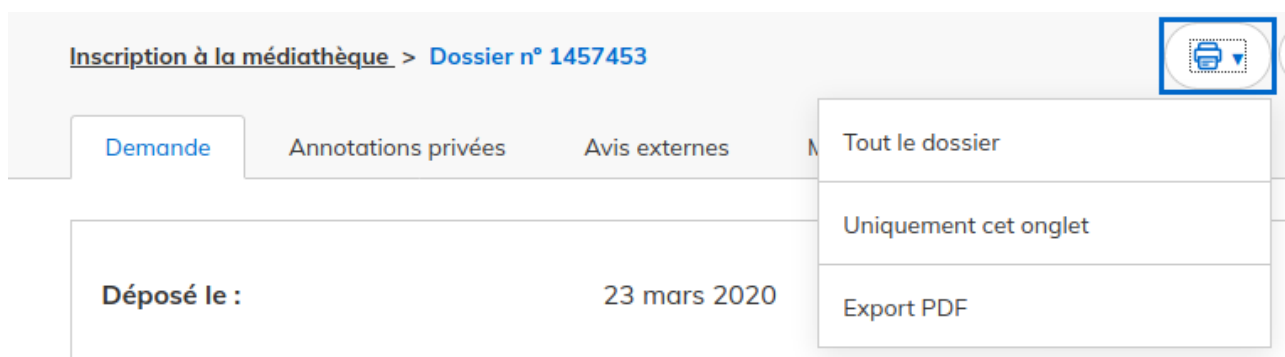 Inscription à la médiathèque > Dossier n° 1457453
Demande Annotations privées Avis externes
Tout le dossier
Uniquement cet onglet
Déposé le : 23 mars 2020
Export PDF